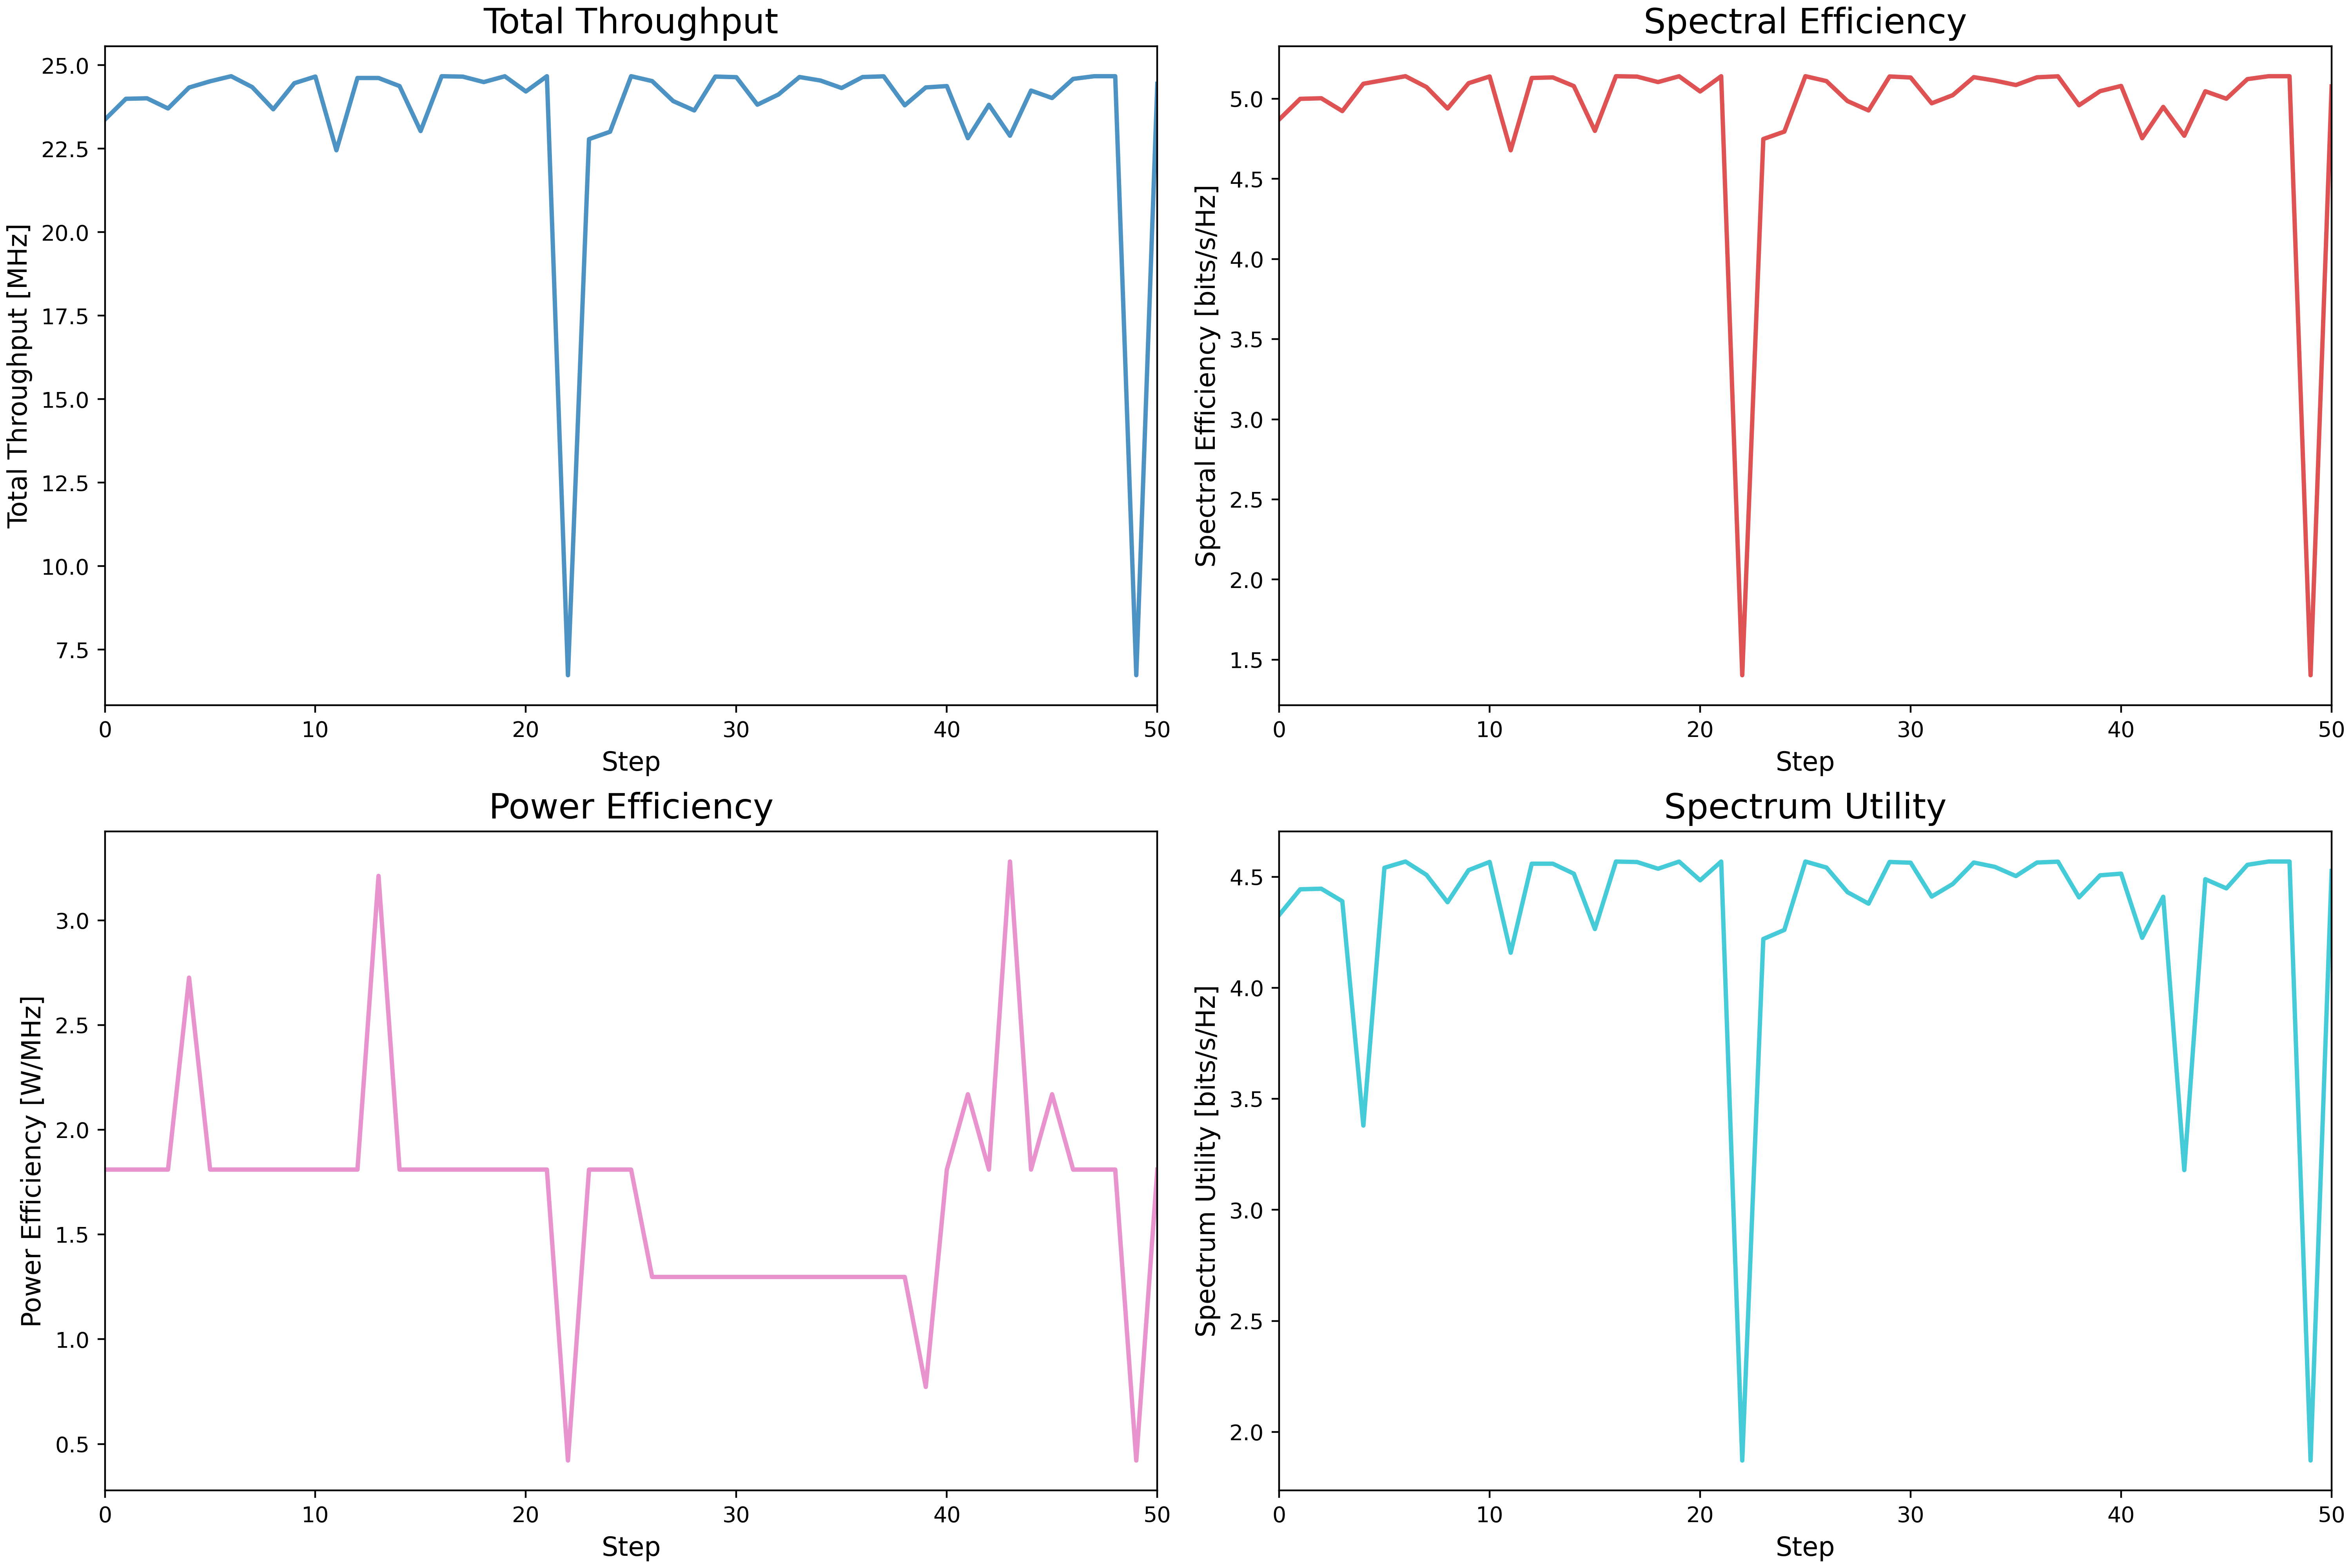 Total Throughput
Total Throughput [MHz]
25.0
22.5
20.0
17.5
15.0
12.5
10.0
7.5
0 10 20 30 40 50
Step
Spectral Efficiency
Spectral Efficiency [bits/s/Hz]
5.0
4.5
4.0
3.5
3.0
2.5
2.0
1.5
0 10 20 30 40 50
Step
Power Efficiency
Power Efficiency [W/MHz]
3.0
2.5
2.0
1.5
1.0
0.5
0 10 20 30 40 50
Step
Spectrum Utility
Spectrum Utility [bits/s/Hz]
4.5
4.0
3.5
3.0
2.5
2.0
0 10 20 30 40 50
Step